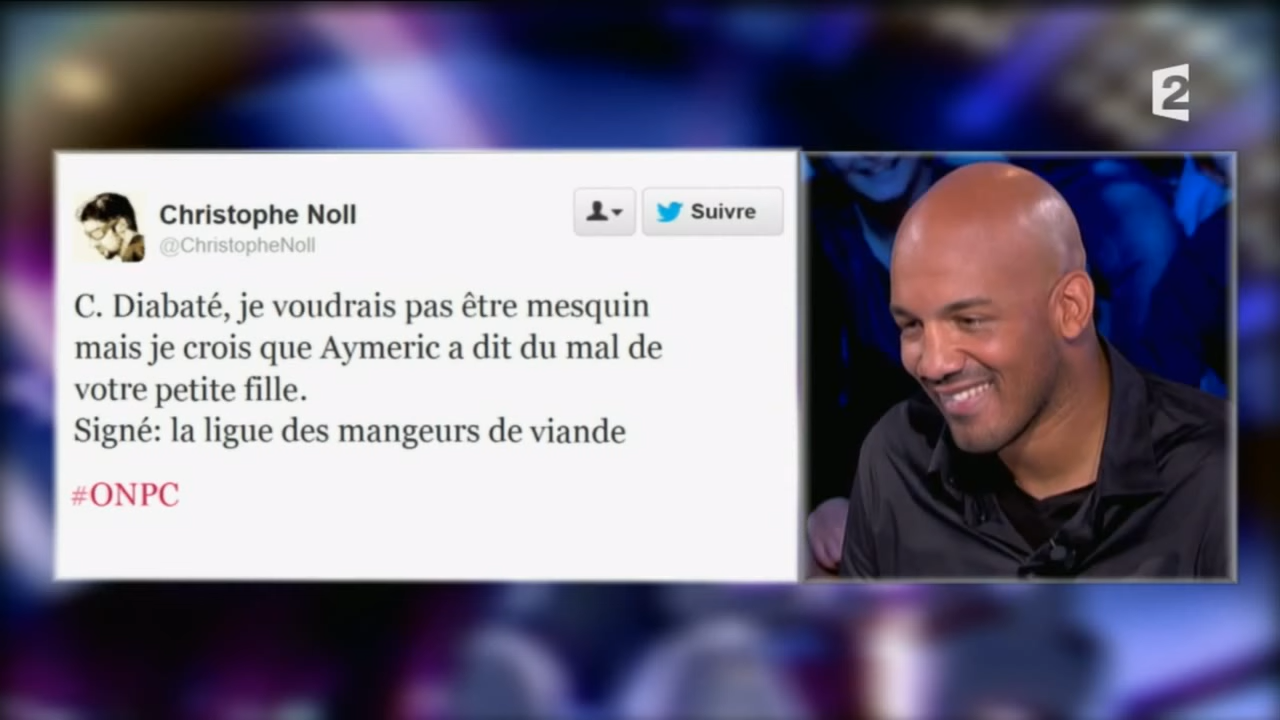 2
Christophe Noll
Suivre
@ChristopheNoll
C. Diabaté, je voudrais pas être mesquin
mais je crois que Aymeric a dit du mal de
votre petite fille.
Signé: la ligue des mangeurs de viande
#ONPC